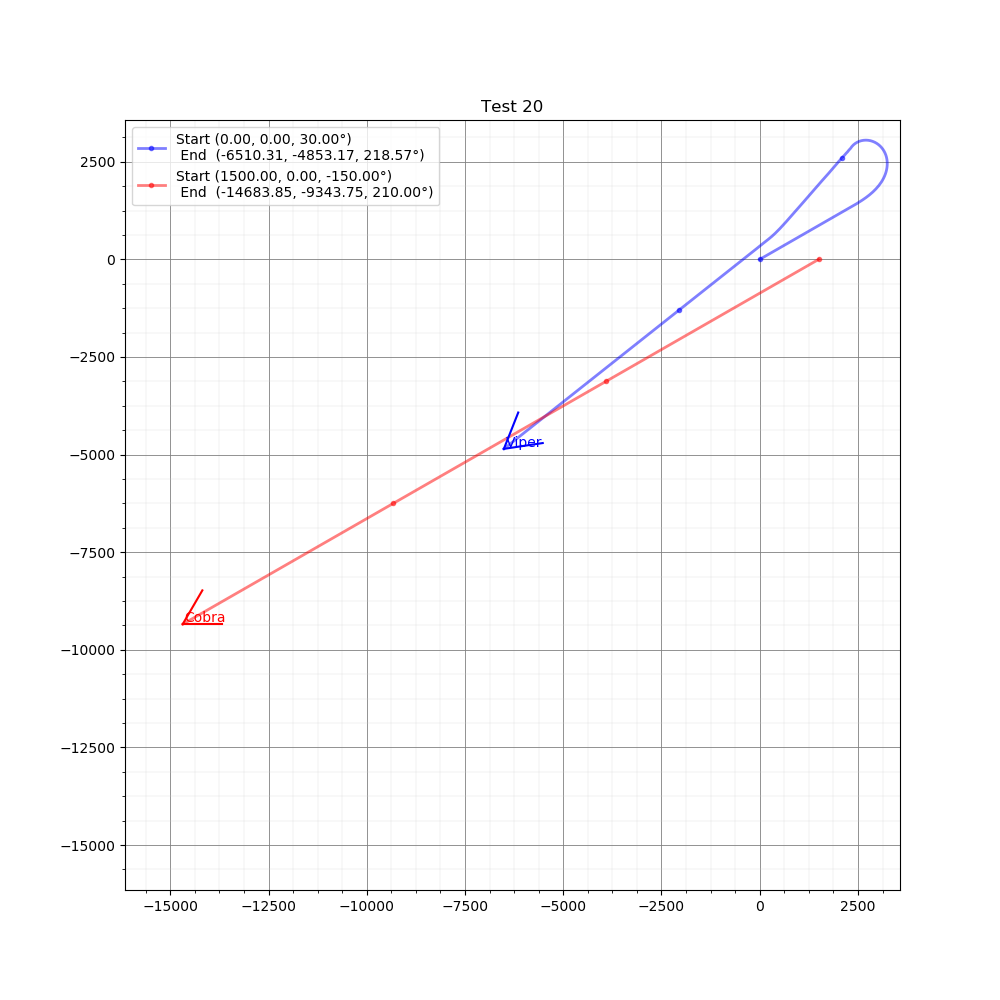 Test 20
Start (0.00, 0.00, 30.00°)
End  (-6510.31, -4853.17, 218.57°)
Start (1500.00, 0.00, -150.00°)
End  (-14683.85, -9343.75, 210.00°)
2500
0
−2500
−5000
−7500
−10000
−12500
−15000
Viper
Cobra
−15000 −12500 −10000 −7500 −5000 −2500 0 2500